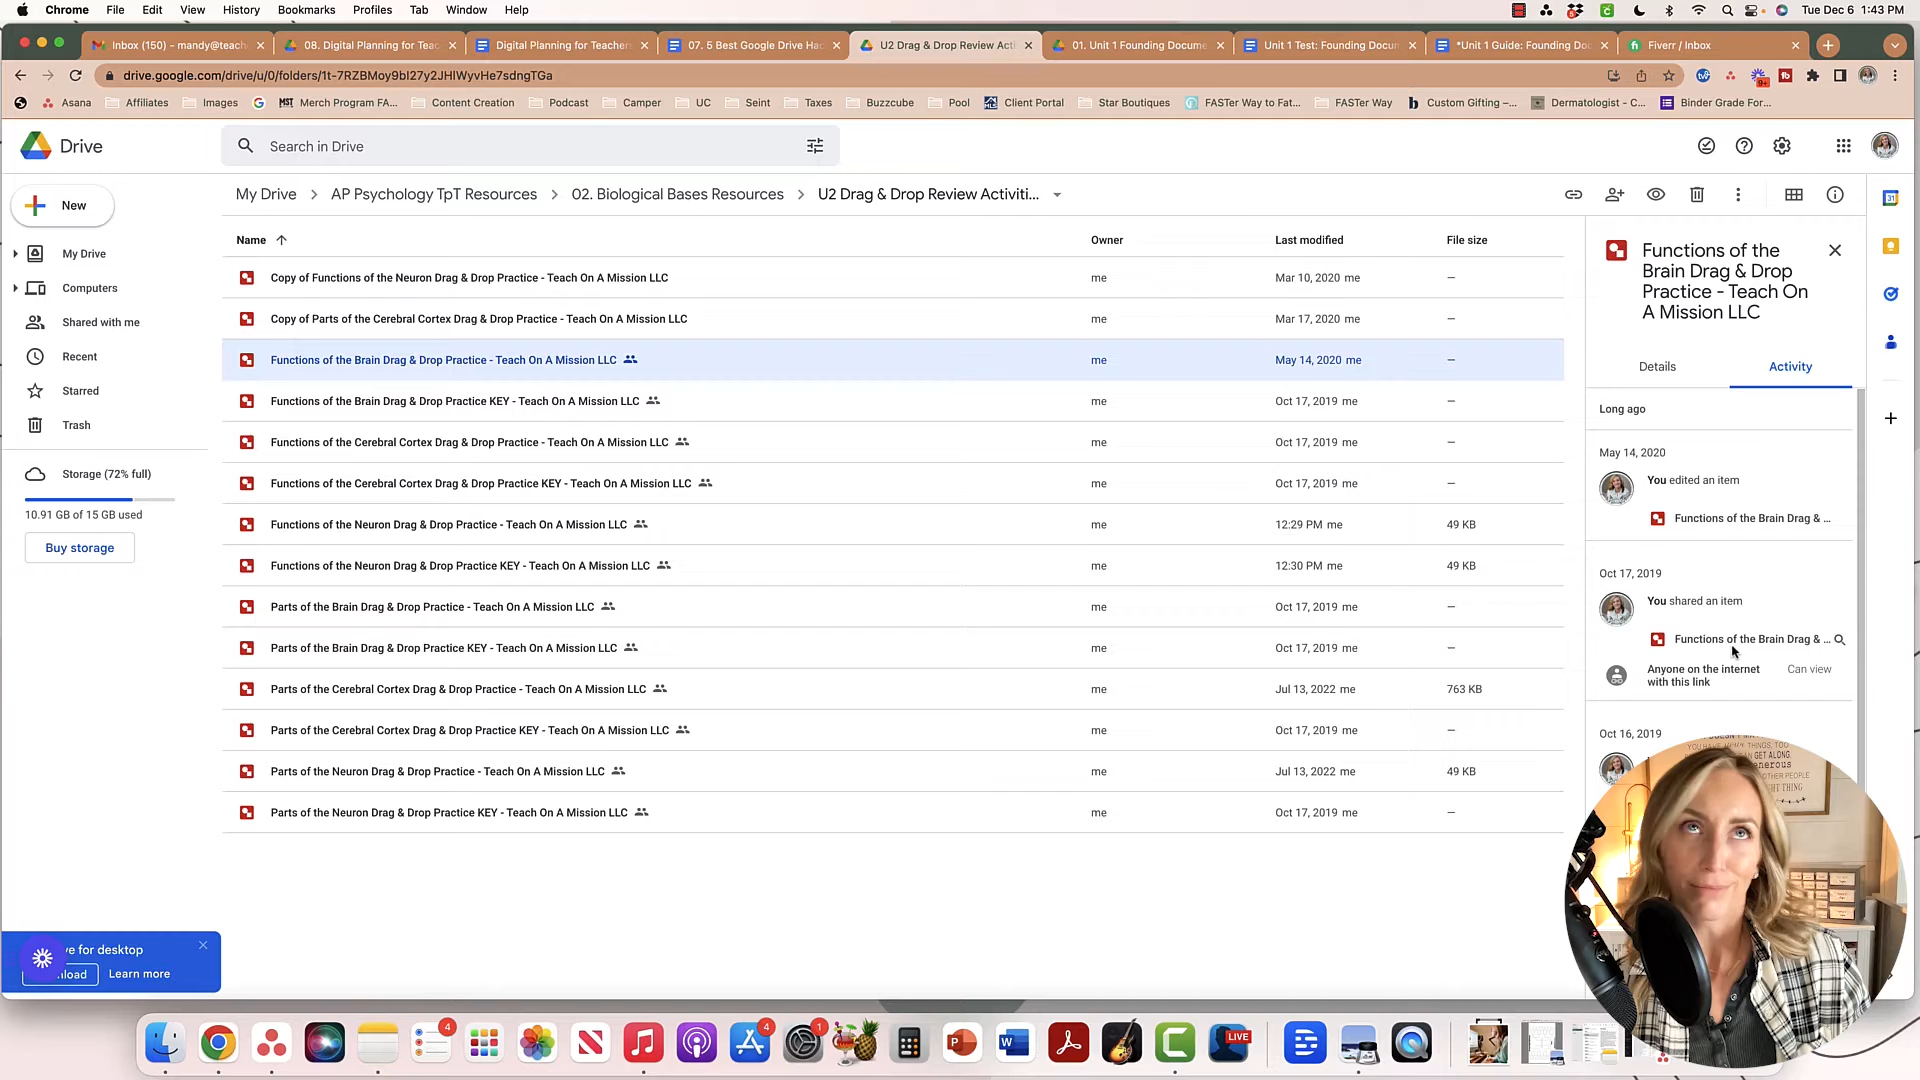 Chrome File Edit View History Bookmarks Profiles Tab Window Help Tue Dec 6 1:43 PM
Inbox (150) – mandy@teach 08. Digital Planning for Teac Digital Planning for Teachers 07. 5 Best Google Drive Hac U2 Drag & Drop Review Activi 01. Unit 1 Founding Docume Unit 1 Test: Founding Docum *Unit 1 Guide: Founding Do Fiverr / Inbox
drive.google.com/drive/u/0/folders/1t-7RZBMoy9bI27y2JHlWyvHe7sdngTGa
9+
Asana Affiliates Images MST Merch Program FA... Content Creation Podcast Camper UC Seint Taxes Buzzcube Pool Client Portal Star Boutiques FASTer Way to Fat... FASTer Way b Custom Gifting –... Dermatologist - C... Binder Grade For...
Drive
Search in Drive
New
My Drive
Computers
Shared with me
Recent
Starred
Trash
Storage (72% full)
10.91 GB of 15 GB used
Buy storage
My Drive > AP Psychology TpT Resources > 02. Biological Bases Resources > U2 Drag & Drop Review Activiti...
Name Owner Last modified File size
Copy of Functions of the Neuron Drag & Drop Practice - Teach On A Mission LLC me Mar 10, 2020 me —
Copy of Parts of the Cerebral Cortex Drag & Drop Practice - Teach On A Mission LLC me Mar 17, 2020 me —
Functions of the Brain Drag & Drop Practice - Teach On A Mission LLC me May 14, 2020 me —
Functions of the Brain Drag & Drop Practice KEY - Teach On A Mission LLC me Oct 17, 2019 me —
Functions of the Cerebral Cortex Drag & Drop Practice - Teach On A Mission LLC me Oct 17, 2019 me —
Functions of the Cerebral Cortex Drag & Drop Practice KEY - Teach On A Mission LLC me Oct 17, 2019 me —
Functions of the Neuron Drag & Drop Practice - Teach On A Mission LLC me 12:29 PM me 49 KB
Functions of the Neuron Drag & Drop Practice KEY - Teach On A Mission LLC me 12:30 PM me 49 KB
Parts of the Brain Drag & Drop Practice - Teach On A Mission LLC me Oct 17, 2019 me —
Parts of the Brain Drag & Drop Practice KEY - Teach On A Mission LLC me Oct 17, 2019 me —
Parts of the Cerebral Cortex Drag & Drop Practice - Teach On A Mission LLC me Jul 13, 2022 me 763 KB
Parts of the Cerebral Cortex Drag & Drop Practice KEY - Teach On A Mission LLC me Oct 17, 2019 me —
Parts of the Neuron Drag & Drop Practice - Teach On A Mission LLC me Jul 13, 2022 me 49 KB
Parts of the Neuron Drag & Drop Practice KEY - Teach On A Mission LLC me Oct 17, 2019 me —
Functions of the
Brain Drag & Drop
Practice - Teach On
A Mission LLC
Details Activity
Long ago
May 14, 2020
You edited an item
Functions of the Brain Drag & ...
Oct 17, 2019
You shared an item
Functions of the Brain Drag & ...
Anyone on the internet Can view
with this link
Oct 16, 2019
THINGS, TOO
GET ALONG.
OTHER PEOPLE
31
ve for desktop
load Learn more
4 4 1 P W LIVE